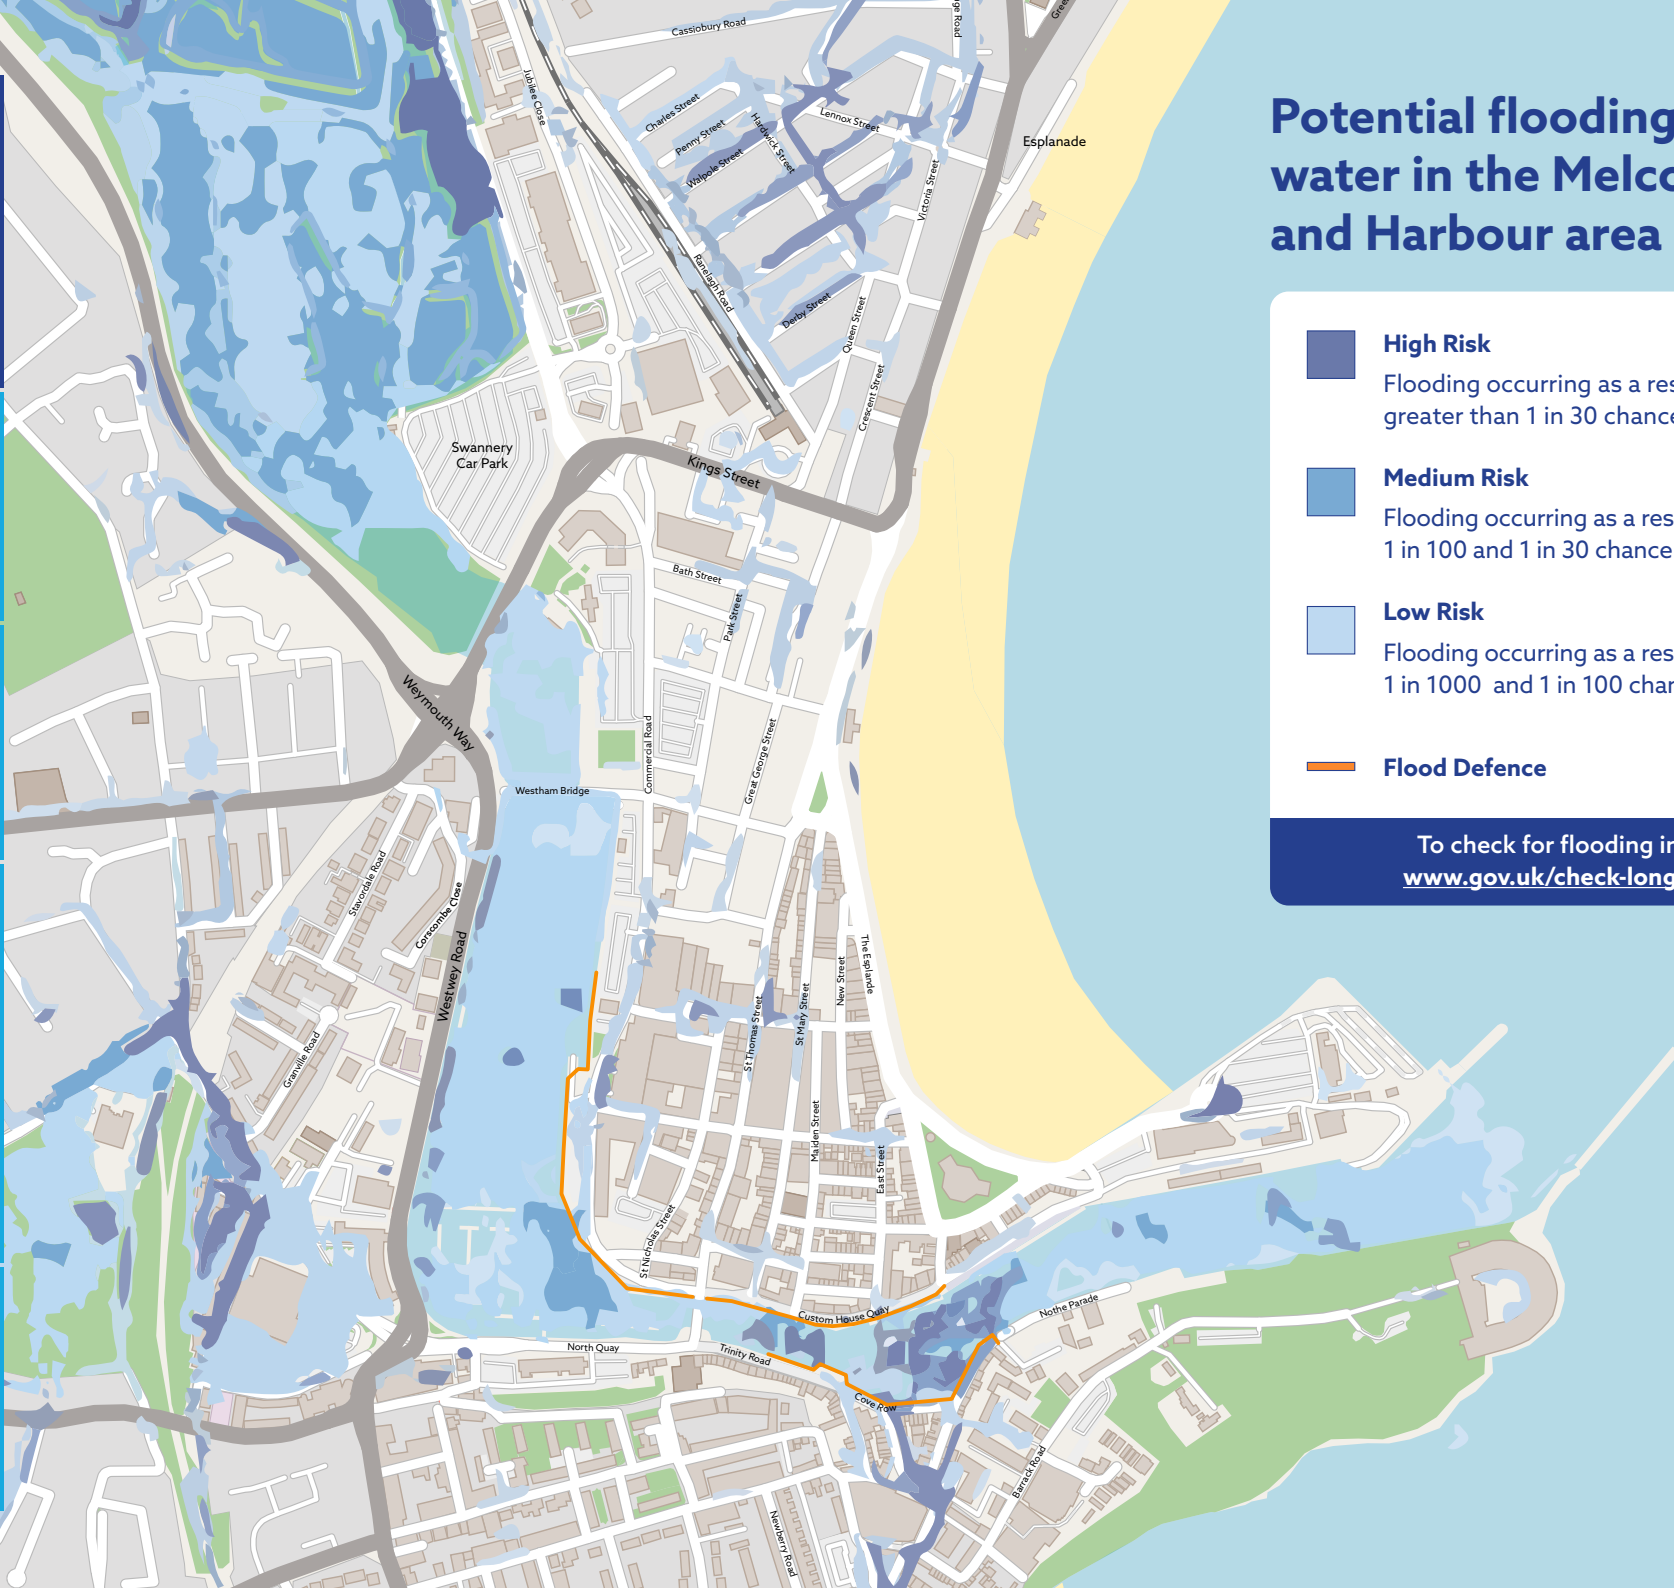 Potential flooding
water in the Melco
and Harbour area
High Risk
Flooding occurring as a res
greater than 1 in 30 chance
Medium Risk
Flooding occurring as a res
1 in 100 and 1 in 30 chance
Low Risk
Flooding occurring as a res
1 in 1000 and 1 in 100 char
Flood Defence
To check for flooding in
www.gov.uk/check-long
Cassiobury Road
ge Road
Gree
Jubilee Close
Charles Street
Penny Street
Walpole Street
Hardwick Street
Lennox Street
Esplanade
Victoria Street
Ranelagh Road
Derby Street
Queen Street
Crescent Street
Swannery
Car Park
Kings Street
Bath Street
Park Street
Weymouth Way
Commercial Road
Great George Street
Westham Bridge
Stavordale Road
Corscombe Close
Westwey Road
The Esplande
New Street
St Mary Street
St Thomas Street
Granville Road
Maiden Street
East Street
St Nicholas Street
Custom House Quay
Nothe Parade
North Quay
Trinity Road
Cove Row
Barrack Road
Newberry Road